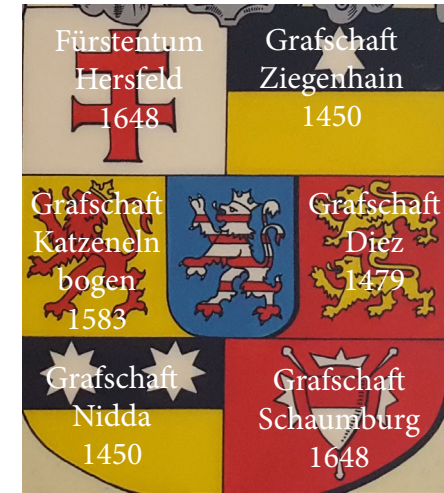 Fürstentum
Hersfeld
1648
Grafschaft
Ziegenhain
1450
Grafschaft
Katzeneln
bogen
1583
Grafschaft
Diez
1479
Grafschaft
Nidda
1450
Grafschaft
Schaumburg
1648